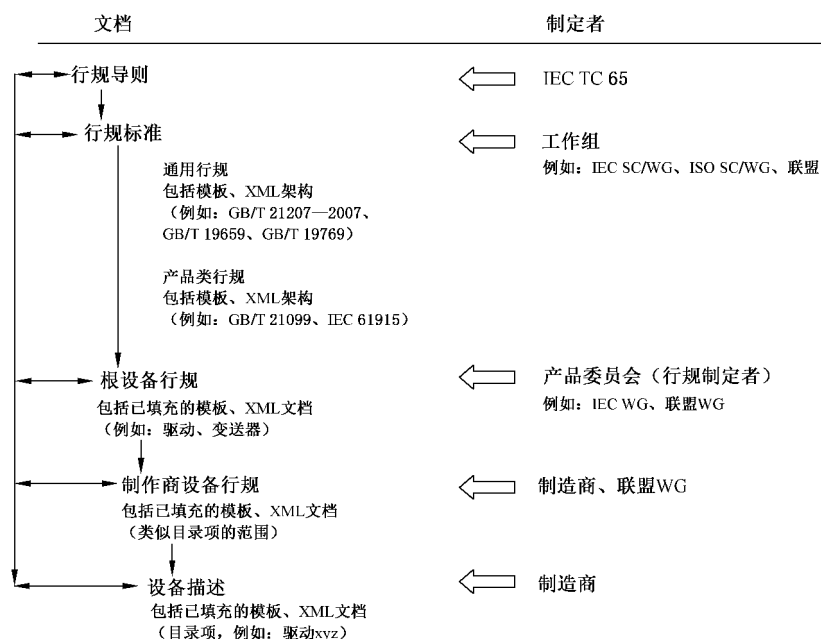 文档 制定者
行规导则 IEC TC 65
行规标准 工作组
例如：IEC SC/WG、ISO SC/WG、联盟
通用行规
包括模板、XML架构
（例如：GB/T 21207—2007、
GB/T 19659、GB/T 19769）
产品类行规
包括模板、XML架构
（例如：GB/T 21099、IEC 61915）
根设备行规 产品委员会（行规制定者）
包括已填充的模板、XML文档 例如：IEC WG、联盟WG
（例如：驱动、变送器）
制作商设备行规 制造商、联盟WG
包括已填充的模板、XML文档
（类似目录项的范围）
设备描述 制造商
包括已填充的模板、XML文档
（目录项，例如：驱动xyz）